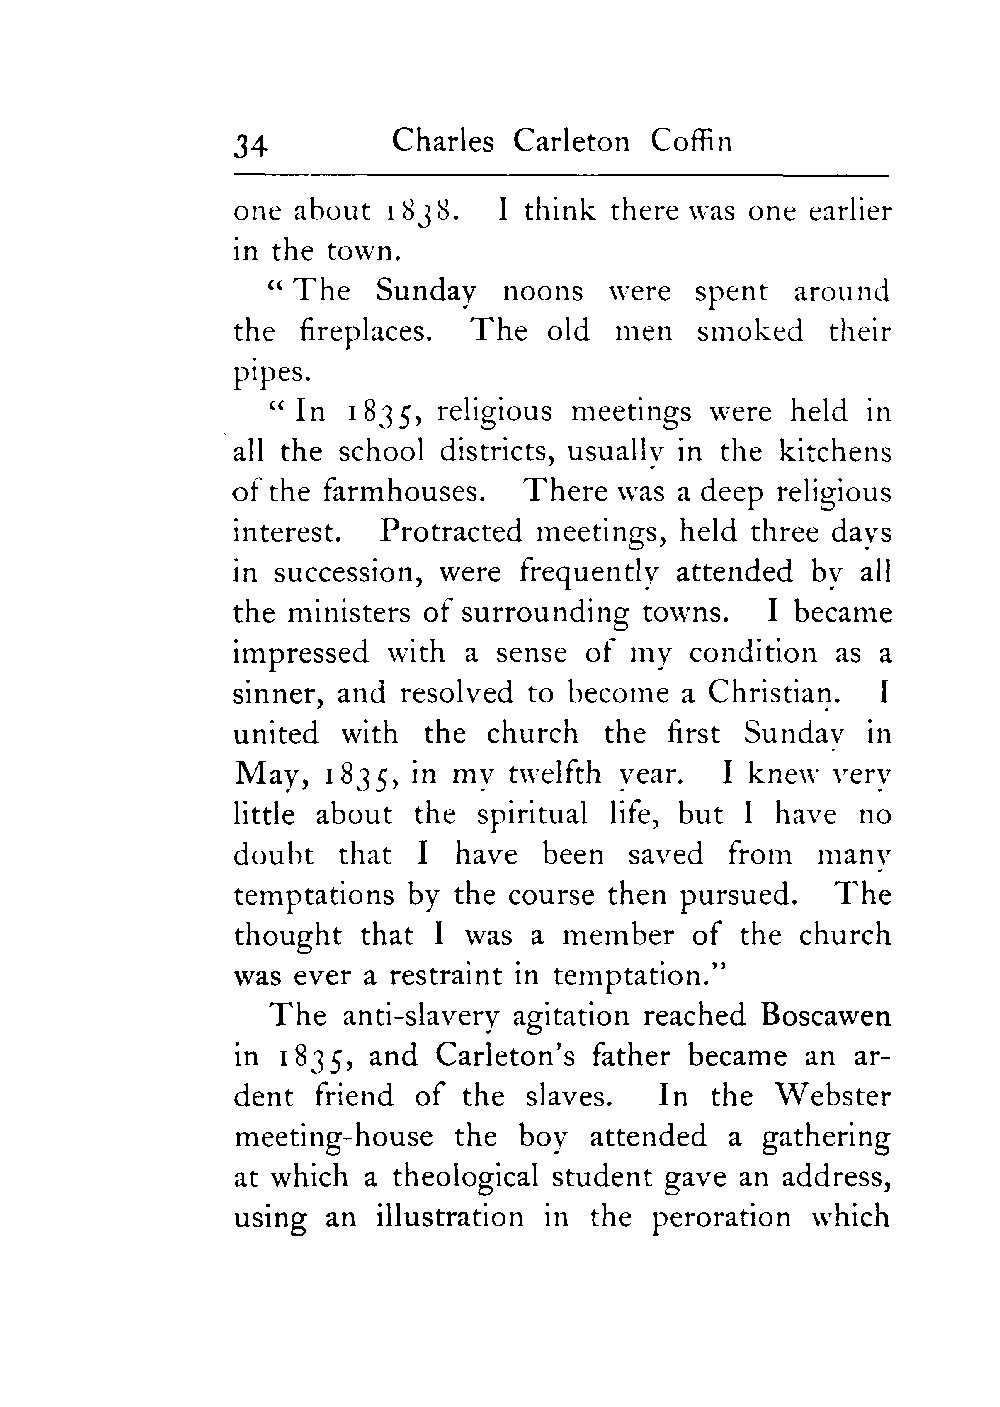 34 Charles Carleton Coffin
one about 1838. I think there was one earlier
in the town.
“ The Sunday noons were spent around
the fireplaces. The old men smoked their
pipes.
“ In 1835, religious meetings were held in
all the school districts, usually in the kitchens
of the farmhouses. There was a deep religious
interest. Protracted meetings, held three days
in succession, were frequently attended by all
the ministers of surrounding towns. I became
impressed with a sense of my condition as a
sinner, and resolved to become a Christian. I
united with the church the first Sunday in
May, 1835, in my twelfth year. I knew very
little about the spiritual life, but I have no
doubt that I have been saved from many
temptations by the course then pursued. The
thought that I was a member of the church
was ever a restraint in temptation.”
The anti-slavery agitation reached Boscawen
in 1835, and Carleton’s father became an ar-
dent friend of the slaves. In the Webster
meeting-house the boy attended a gathering
at which a theological student gave an address,
using an illustration in the peroration which